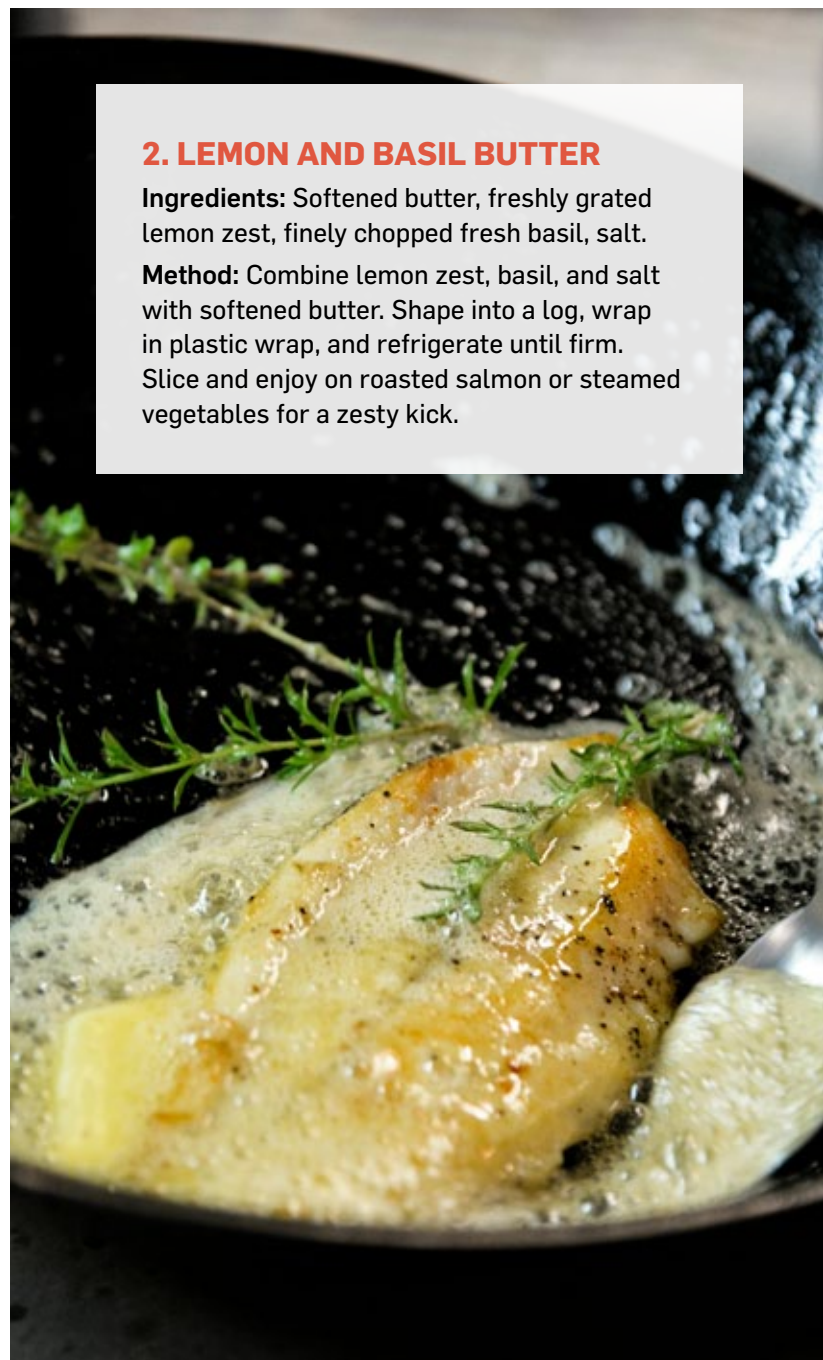 2. LEMON AND BASIL BUTTER
Ingredients: Softened butter, freshly grated
lemon zest, finely chopped fresh basil, salt.
Method: Combine lemon zest, basil, and salt
with softened butter. Shape into a log, wrap
in plastic wrap, and refrigerate until firm.
Slice and enjoy on roasted salmon or steamed
vegetables for a zesty kick.